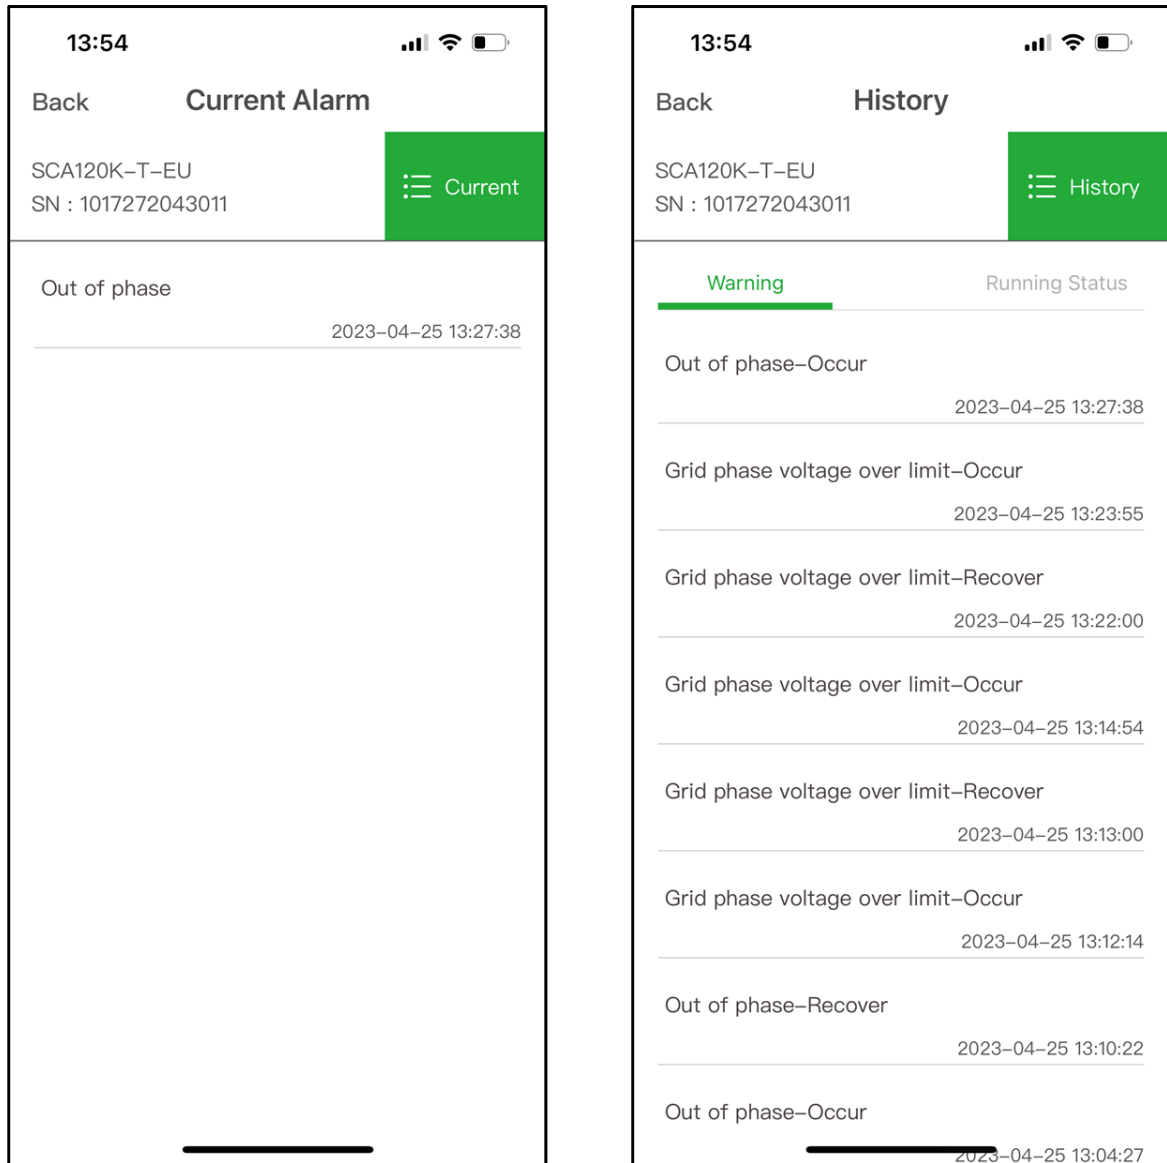 13:54
Back Current Alarm
SCA120K-T-EU
SN : 1017272043011
Current
Out of phase
2023-04-25 13:27:38
13:54
Back History
SCA120K-T-EU
SN : 1017272043011
History
Warning Running Status
Out of phase-Occur
2023-04-25 13:27:38
Grid phase voltage over limit-Occur
2023-04-25 13:23:55
Grid phase voltage over limit-Recover
2023-04-25 13:22:00
Grid phase voltage over limit-Occur
2023-04-25 13:14:54
Grid phase voltage over limit-Recover
2023-04-25 13:13:00
Grid phase voltage over limit-Occur
2023-04-25 13:12:14
Out of phase-Recover
2023-04-25 13:10:22
Out of phase-Occur
2023-04-25 13:04:27